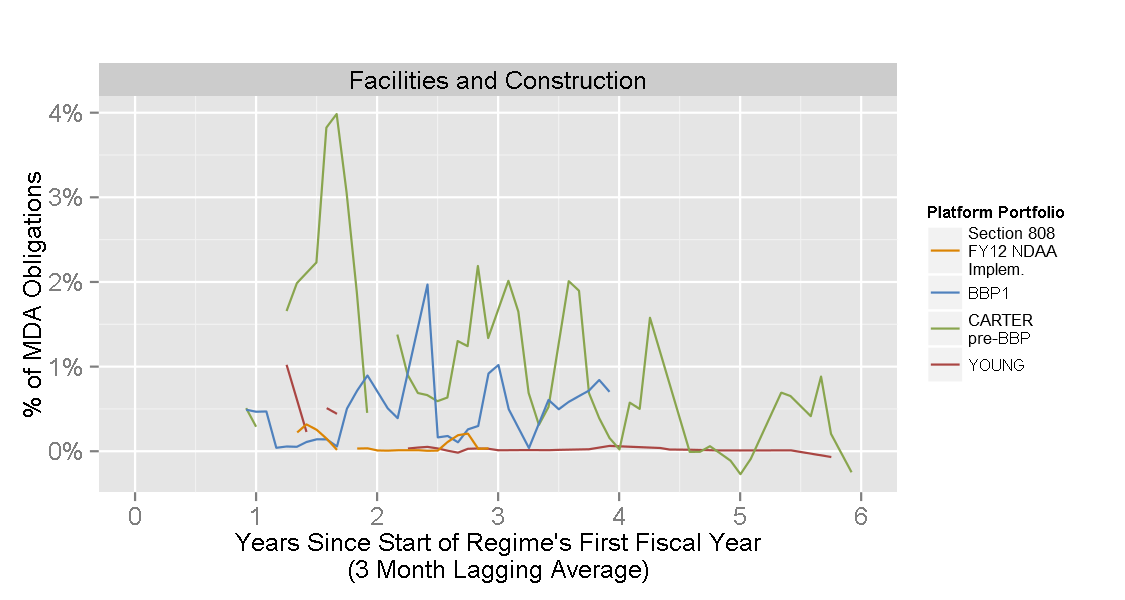 Facilities and Construction
4%
3%
2%
1%
0%
% of MDA Obligations
0 1 2 3 4 5 6
Years Since Start of Regime's First Fiscal Year
(3 Month Lagging Average)
Platform Portfolio
Section 808
FY12 NDAA
Implem.
BBP1
CARTER
pre-BBP
YOUNG